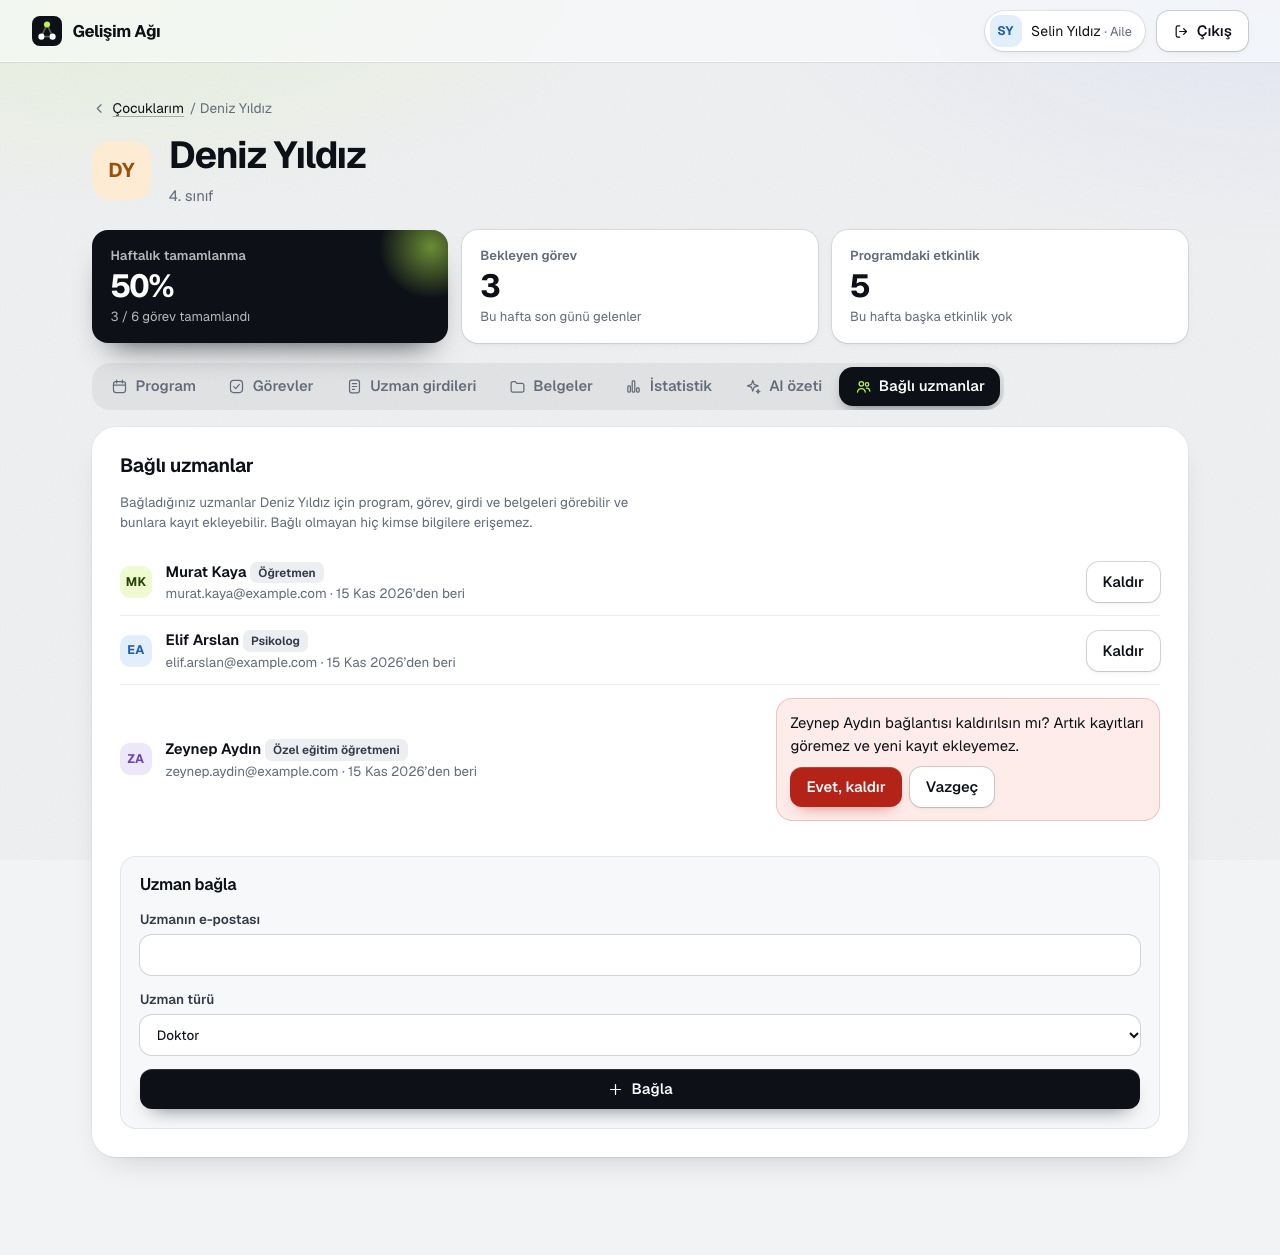 Gelişim Ağı
SY Selin Yıldız · Aile
Çıkış
Çocuklarım / Deniz Yıldız
DY
Deniz Yıldız
4. sınıf
Haftalık tamamlanma
50%
3 / 6 görev tamamlandı
Bekleyen görev
3
Bu hafta son günü gelenler
Programdaki etkinlik
5
Bu hafta başka etkinlik yok
Program
Görevler
Uzman girdileri
Belgeler
İstatistik
AI özeti
Bağlı uzmanlar
Bağlı uzmanlar
Bağladığınız uzmanlar Deniz Yıldız için program, görev, girdi ve belgeleri görebilir ve
bunlara kayıt ekleyebilir. Bağlı olmayan hiç kimse bilgilere erişemez.
MK
Murat Kaya Öğretmen
murat.kaya@example.com · 15 Kas 2026’den beri
Kaldır
EA
Elif Arslan Psikolog
elif.arslan@example.com · 15 Kas 2026’den beri
Kaldır
ZA
Zeynep Aydın Özel eğitim öğretmeni
zeynep.aydin@example.com · 15 Kas 2026’den beri
Zeynep Aydın bağlantısı kaldırılsın mı? Artık kayıtları
göremez ve yeni kayıt ekleyemez.
Evet, kaldır
Vazgeç
Uzman bağla
Uzmanın e-postası
Uzman türü
Doktor
Bağla